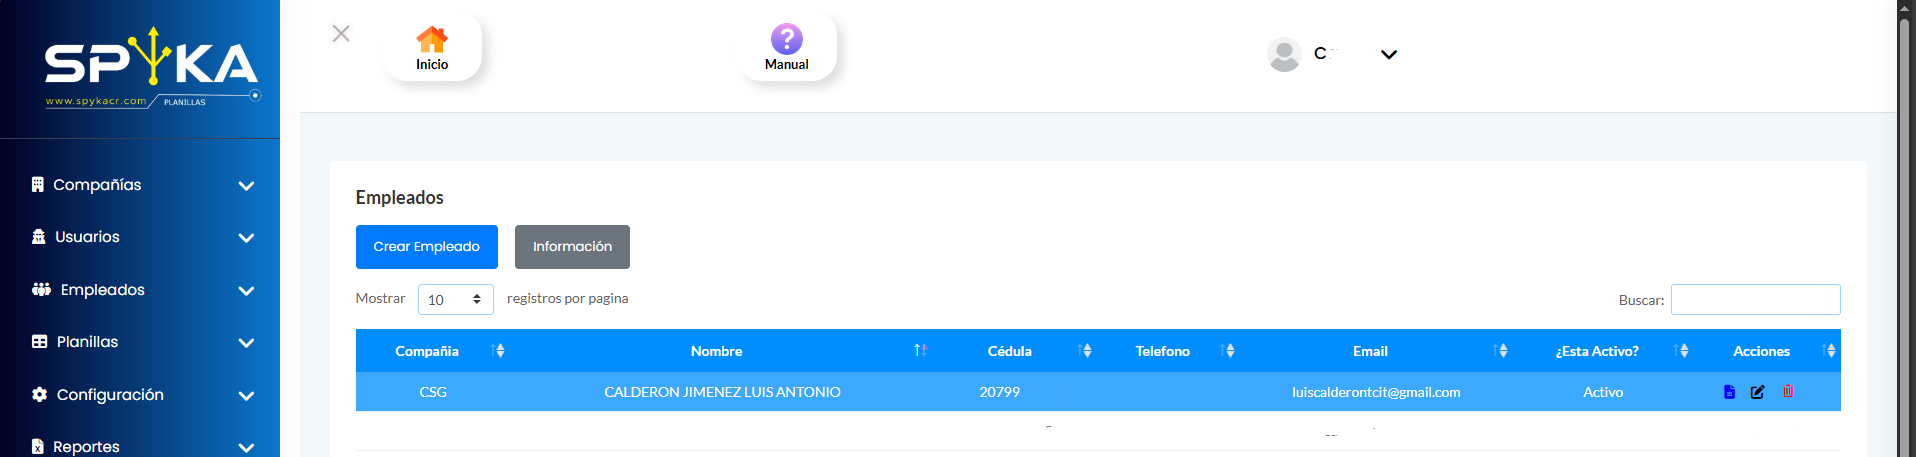 SPYKA
www.spykacr.com PLANILLAS
Inicio
Manual
C
Compañías
Usuarios
Empleados
Planillas
Configuración
Reportes
Empleados
Crear Empleado Información
Mostrar 10 registros por pagina
Buscar:
Compañia Nombre Cédula Telefono Email ¿Esta Activo? Acciones
CSG CALDERON JIMENEZ LUIS ANTONIO 20799 luiscalderontcit@gmail.com Activo